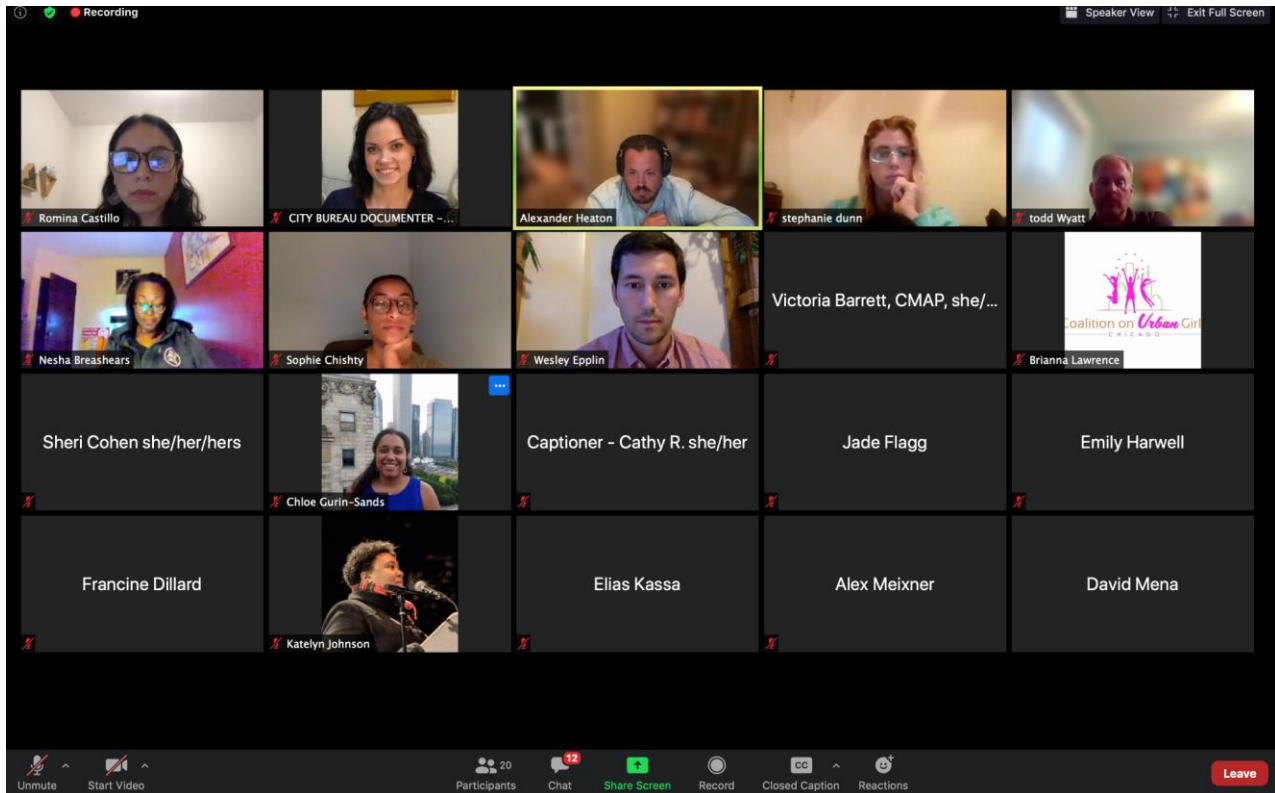 Recording
Speaker View
Exit Full Screen
Romina Castillo
CITY BUREAU DOCUMENTER -...
Alexander Heaton
stephanie dunn
todd Wyatt
Nesha Breashears
Sophie Chishty
Wesley Epplin
Victoria Barrett, CMAP, she/...
Coalition on Urban Girl
CHICAGO
Brianna Lawrence
Sheri Cohen she/her/hers
Chloe Gurin-Sands
Captioner - Cathy R. she/her
Jade Flagg
Emily Harwell
Francine Dillard
Katelyn Johnson
Elias Kassa
Alex Meixner
David Mena
Unmute
Start Video
20
Participants
12
Chat
Share Screen
Record
CC
Closed Caption
Reactions
Leave